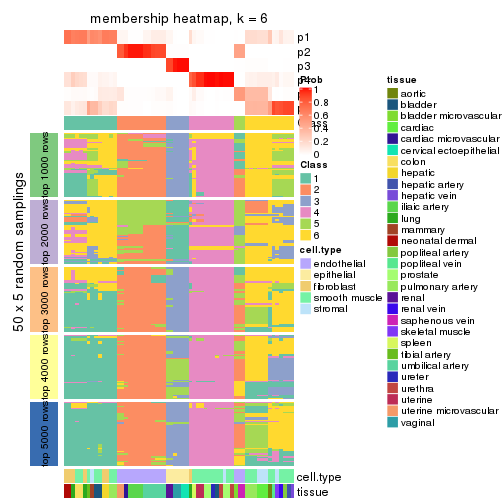 membership heatmap, k = 6
p1
p2
p3
p4
Prob
1
0.8
0.6
0.4
0.2
0
Class
Class
1
2
3
4
5
6
cell.type
endothelial
epithelial
fibroblast
smooth muscle
stromal
tissue
aortic
bladder
bladder microvascular
cardiac
cardiac microvascular
cervical ectoepithelial
colon
hepatic
hepatic artery
hepatic vein
iliac artery
lung
mammary
neonatal dermal
popliteal artery
popliteal vein
prostate
pulmonary artery
renal
renal vein
saphenous vein
skeletal muscle
spleen
tibial artery
umbilical artery
ureter
urethra
uterine
uterine microvascular
vaginal
50 x 5 random samplings
top 1000 rows
top 2000 rows
top 3000 rows
top 4000 rows
top 5000 rows
cell.type
tissue